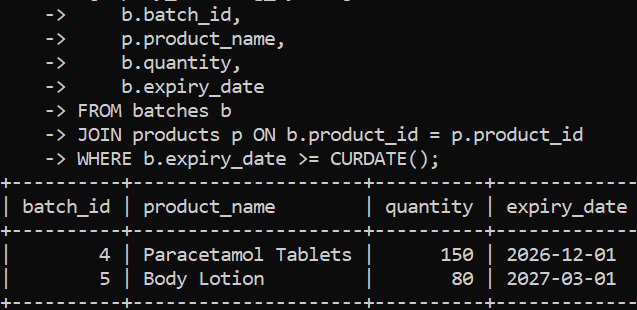 ->     b.batch_id,
    ->     p.product_name,
    ->     b.quantity,
    ->     b.expiry_date
    -> FROM batches b
    -> JOIN products p ON b.product_id = p.product_id
    -> WHERE b.expiry_date >= CURDATE();
+----------+--------------------+----------+-------------
| batch_id | product_name       | quantity | expiry_date
+----------+--------------------+----------+-------------
|        4 | Paracetamol Tablets |      150 | 2026-12-01
|        5 | Body Lotion         |       80 | 2027-03-01
+----------+--------------------+----------+-------------